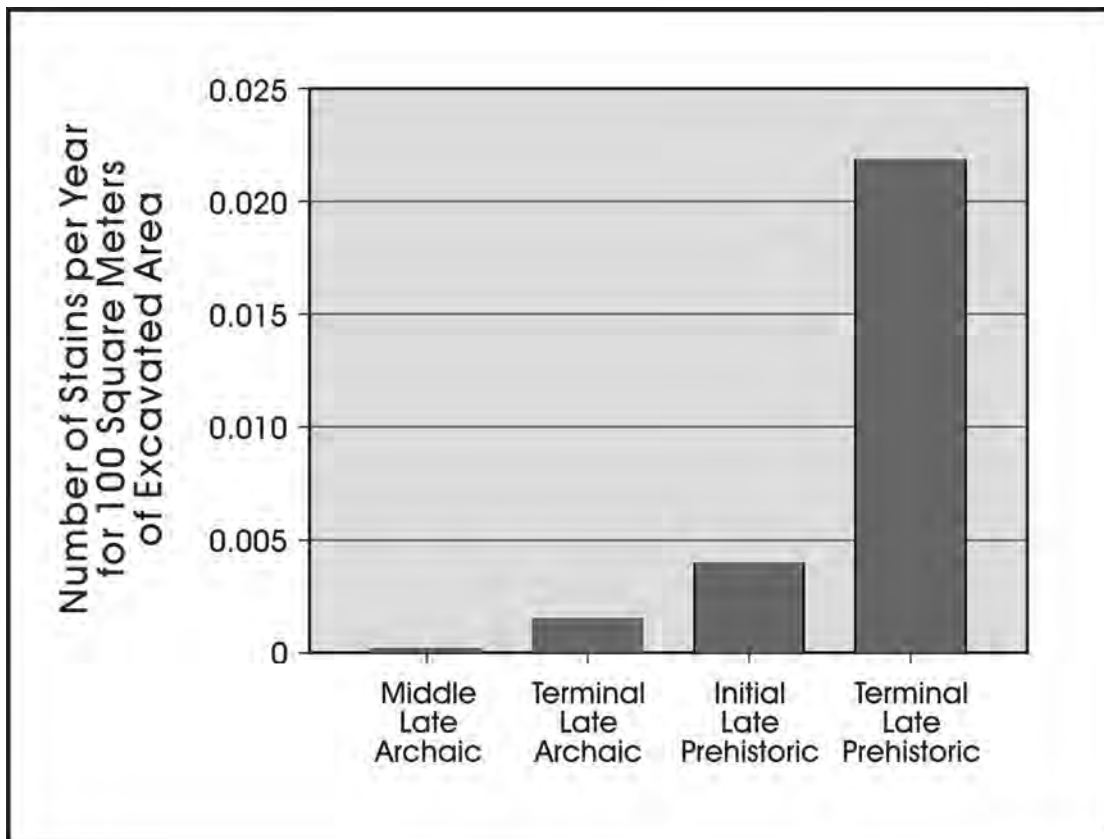 Number of Stains per Year
for 100 Square Meters
of Excavated Area
0.025
0.020
0.015
0.010
0.005
0
Middle
Late
Archaic
Terminal
Late
Archaic
Initial
Late
Prehistoric
Terminal
Late
Prehistoric